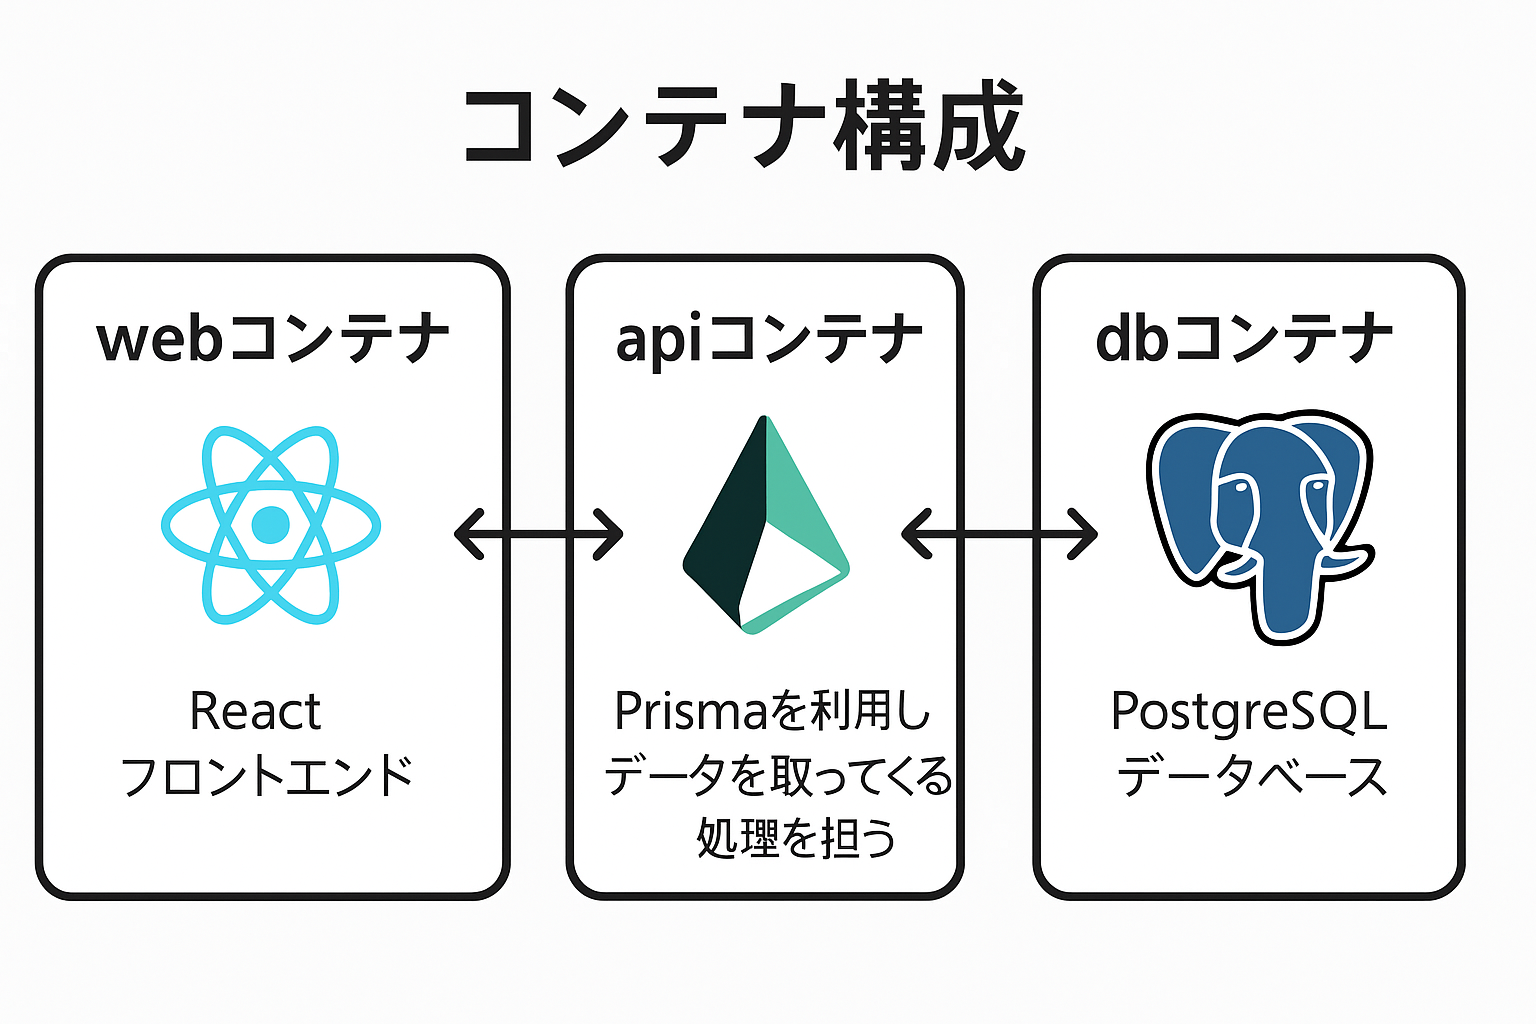 コンテナ構成
webコンテナ
React
フロントエンド
apiコンテナ
Prismaを利用し
データを取ってくる
処理を担う
dbコンテナ
PostgreSQL
データベース